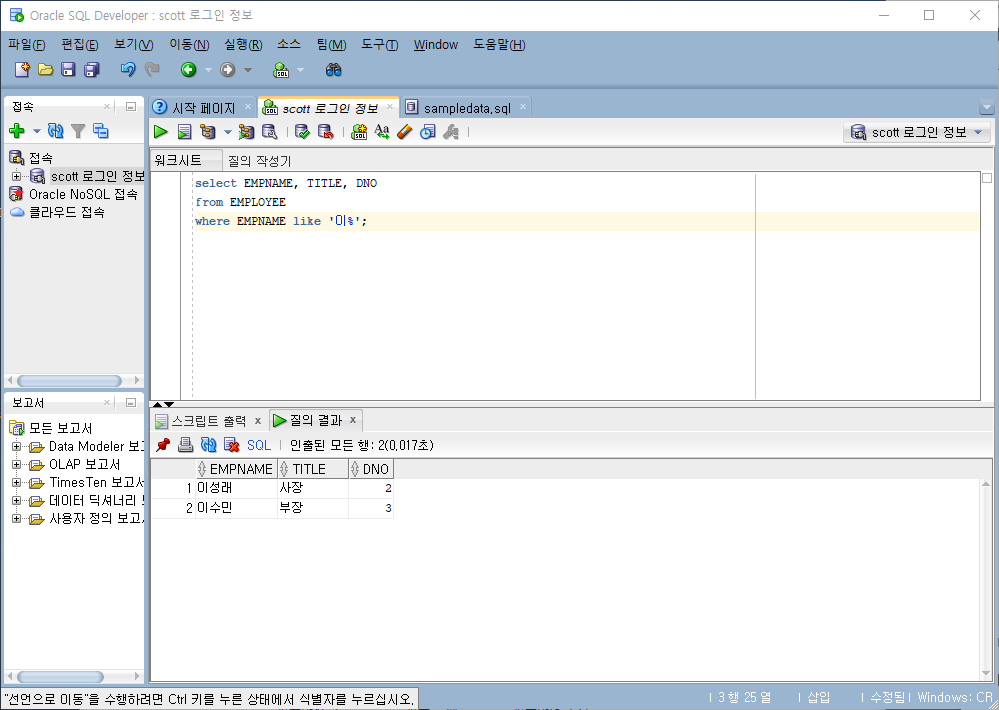 Oracle SQL Developer : scott 로그인 정보
파일(F) 편집(E) 보기(V) 이동(N) 실행(R) 소스 팀(M) 도구(T) Window 도움말(H)
접속
접속
scott 로그인 정보
Oracle NoSQL 접속
클라우드 접속
시작 페이지 scott 로그인 정보 sampledata.sql
scott 로그인 정보
워크시트 질의 작성기
select EMPNAME, TITLE, DNO
from EMPLOYEE
where EMPNAME like '이%';
보고서
모든 보고서
Data Modeler 보고
OLAP 보고서
TimesTen 보고서
데이터 딕셔너리
사용자 정의 보고서
스크립트 출력 x 질의 결과 x
SQL | 인출된 모든 행: 2(0.017초)
EMPNAME TITLE DNO
1 이성래 사장 2
2 이수민 부장 3
"선언으로 이동"을 수행하려면 Ctrl 키를 누른 상태에서 식별자를 누르십시오.
| 3 행 25 열 | 삽입 | 수정됨 | Windows: CR